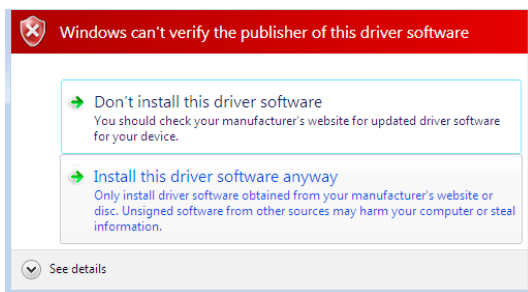 Windows can't verify the publisher of this driver software
Don't install this driver software
You should check your manufacturer's website for updated driver software
for your device.
Install this driver software anyway
Only install driver software obtained from your manufacturer's website or
disc. Unsigned software from other sources may harm your computer or steal
information.
See details